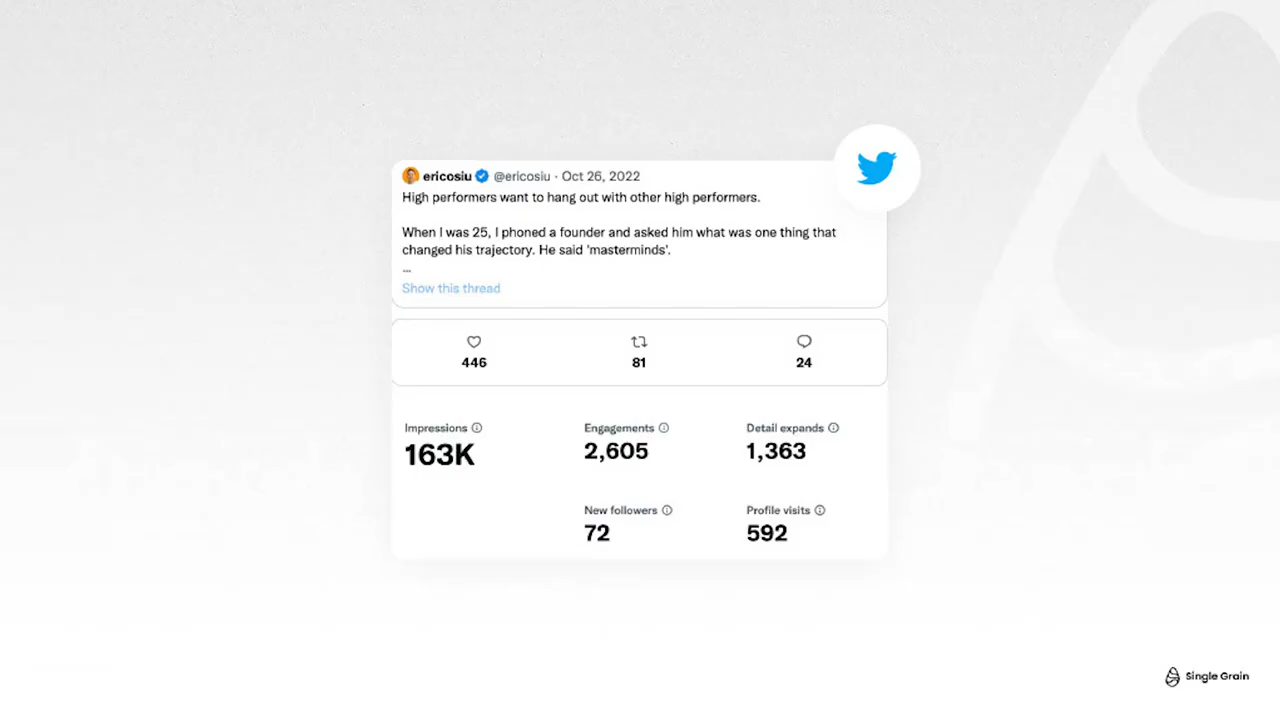 ericosiu @ericosiu · Oct 26, 2022
High performers want to hang out with other high performers.
When I was 25, I phoned a founder and asked him what was one thing that
changed his trajectory. He said 'masterminds'.
...
Show this thread
446 81 24
Impressions Engagements Detail expands
163K 2,605 1,363
New followers Profile visits
72 592
Single Grain